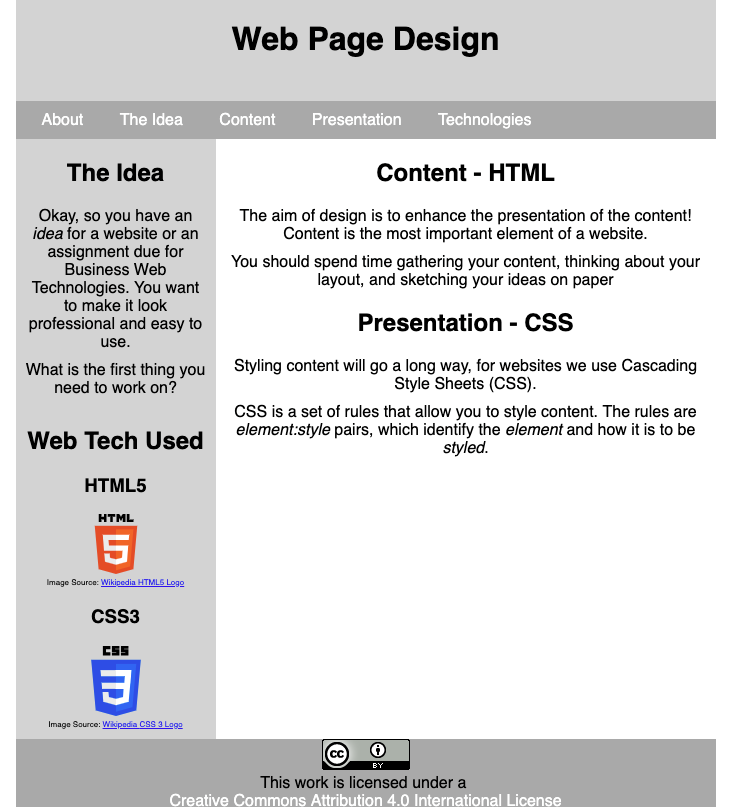 Web Page Design
About The Idea Content Presentation Technologies
The Idea
Okay, so you have an
idea for a website or an
assignment due for
Business Web
Technologies. You want
to make it look
professional and easy to
use.
What is the first thing you
need to work on?
Web Tech Used
HTML5
HTML
5
Image Source: Wikipedia HTML5 Logo
CSS3
CSS
3
Image Source: Wikipedia CSS 3 Logo
Content - HTML
The aim of design is to enhance the presentation of the content!
Content is the most important element of a website.
You should spend time gathering your content, thinking about your
layout, and sketching your ideas on paper
Presentation - CSS
Styling content will go a long way, for websites we use Cascading
Style Sheets (CSS).
CSS is a set of rules that allow you to style content. The rules are
element:style pairs, which identify the element and how it is to be
styled.
cc
BY
This work is licensed under a
Creative Commons Attribution 4.0 International License